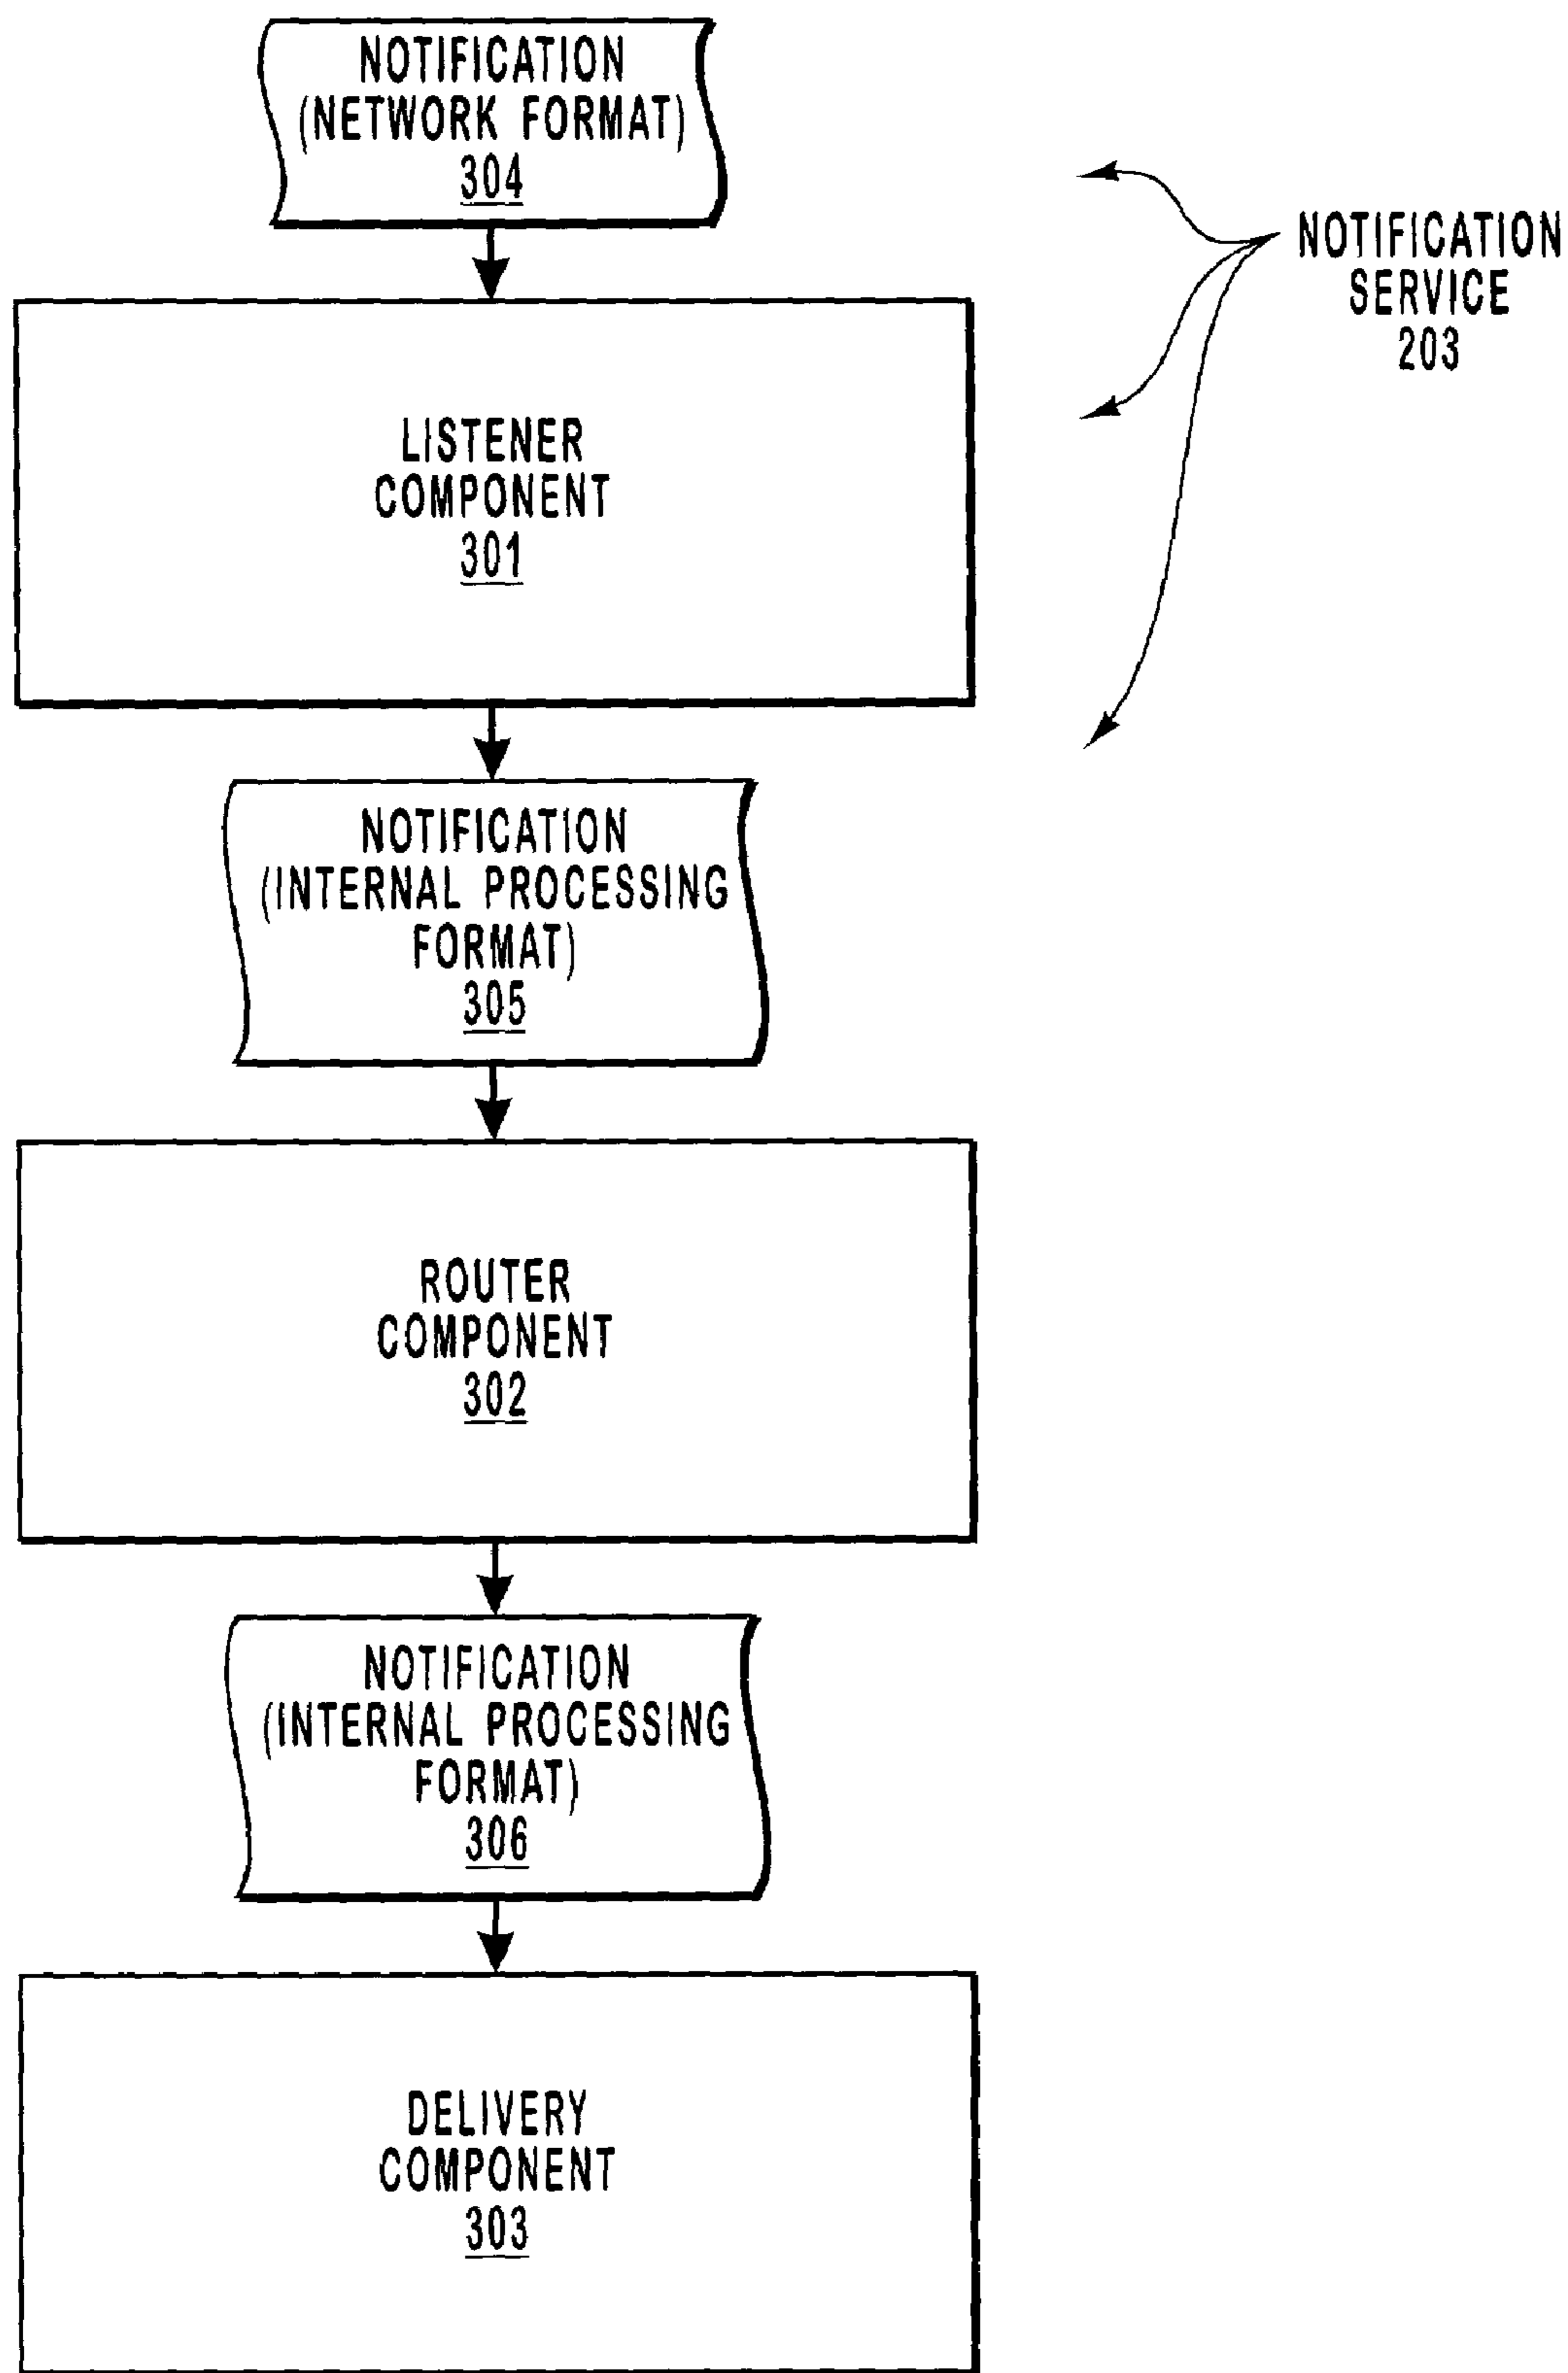 NOTIFICATION
(NETWORK FORMAT)
304
NOTIFICATION
SERVICE
203
LISTENER
COMPONENT
301
NOTIFICATION
(INTERNAL PROCESSING
FORMAT)
305
ROUTER
COMPONENT
302
NOTIFICATION
(INTERNAL PROCESSING
FORMAT)
306
DELIVERY
COMPONENT
303